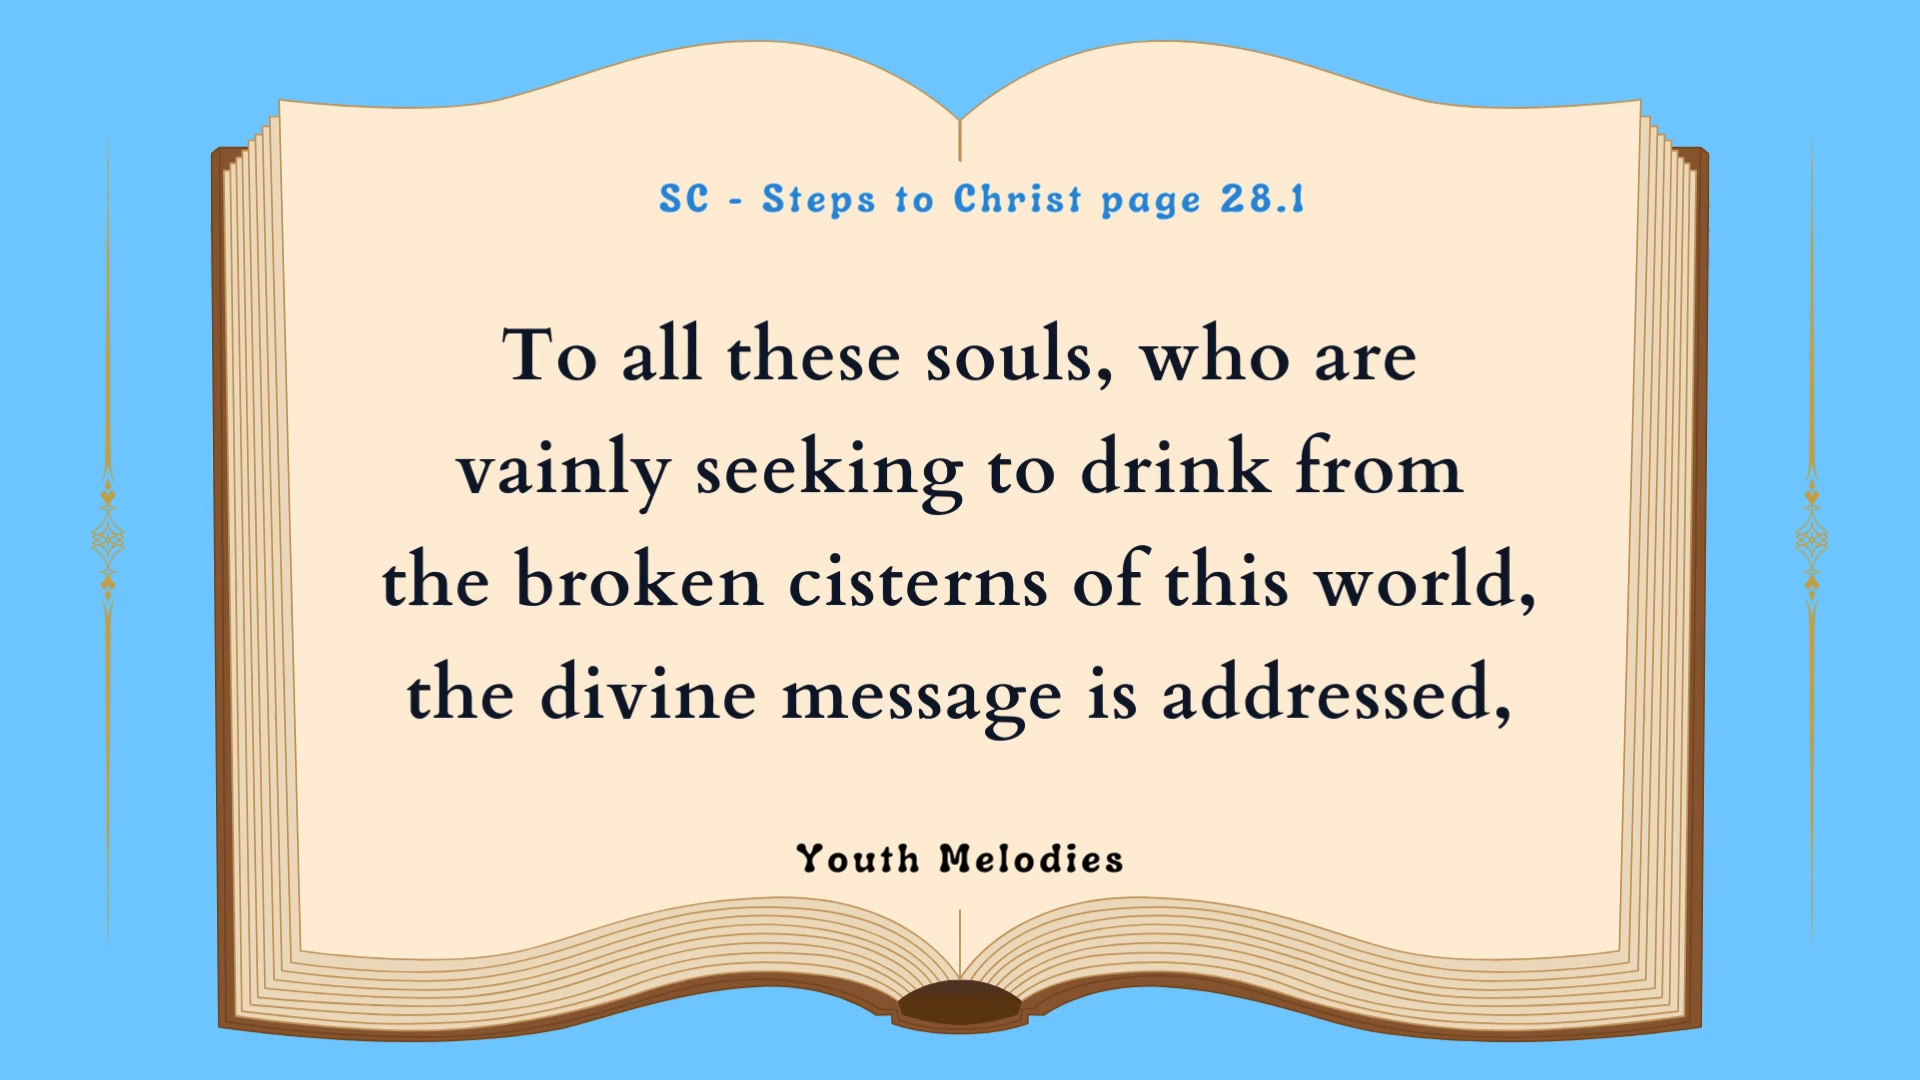 SC - Steps to Christ page 28.1
To all these souls, who are
vainly seeking to drink from
the broken cisterns of this world,
the divine message is addressed,
Youth Melodies